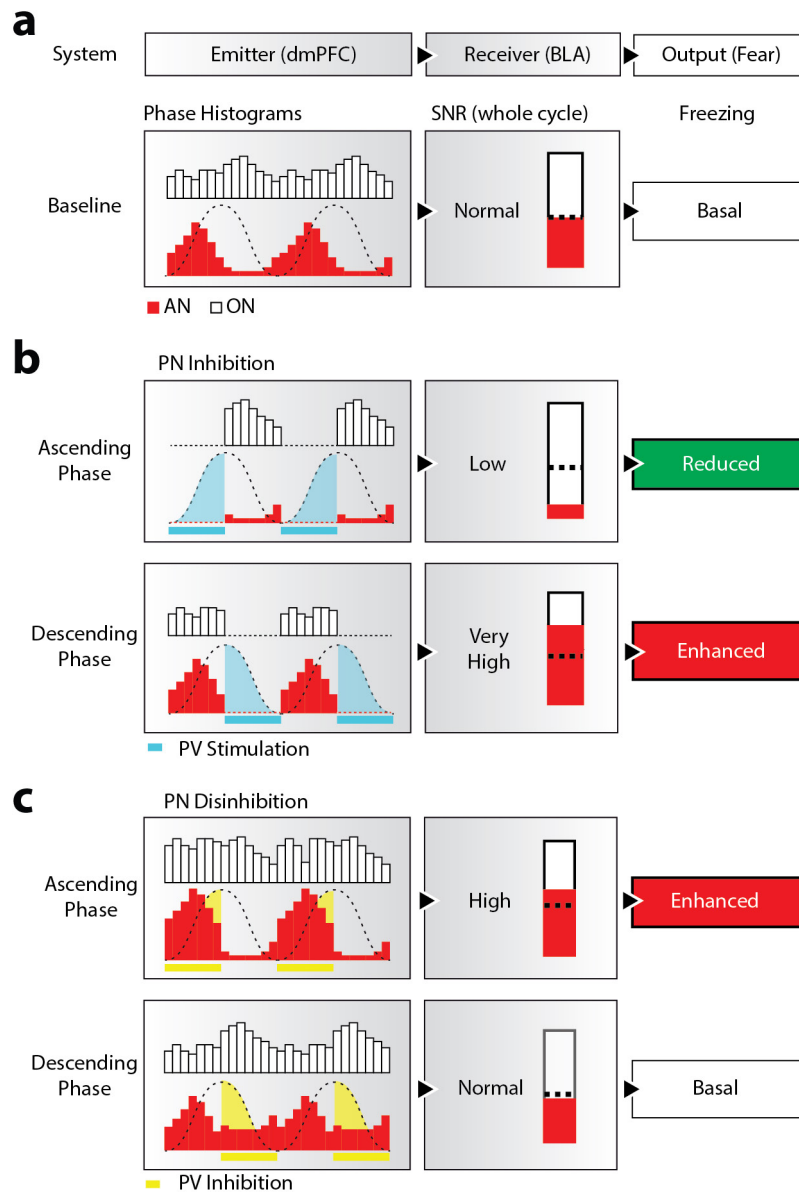 a
System
Emitter (dmPFC)
Receiver (BLA)
Output (Fear)
Phase Histograms
SNR (whole cycle)
Freezing
Baseline
Normal
Basal
AN
ON
b
PN Inhibition
Ascending
Phase
Low
Reduced
Descending
Phase
Very
High
Enhanced
PV Stimulation
c
PN Disinhibition
Ascending
Phase
High
Enhanced
Descending
Phase
Normal
Basal
PV Inhibition